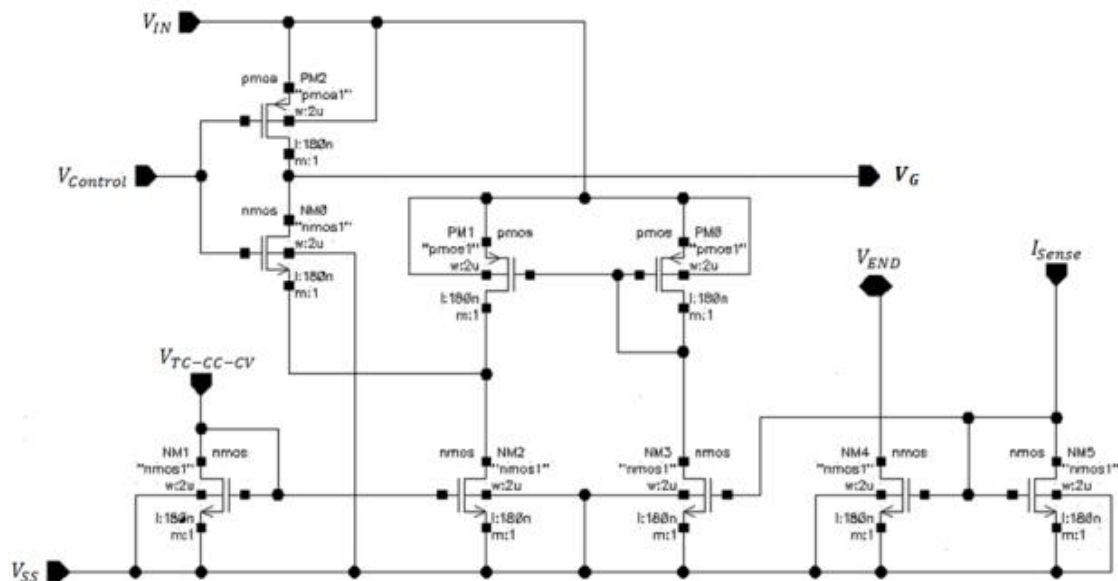 V_IN
pmos PM2
"pmos1"
w:2u
l:180n
m:1
V_Control
V_G
nmos NM0
"nmos1"
w:2u
l:180n
m:1
PM1 pmos
"pmos1"
w:2u
l:180n
m:1
pmos PM0
"pmos1"
w:2u
l:180n
m:1
V_END
I_Sense
V_TC-CC-CV
NM1 nmos
"nmos1"
w:2u
l:180n
m:1
nmos NM2
"nmos1"
w:2u
l:180n
m:1
NM3 nmos
"nmos1"
w:2u
l:180n
m:1
NM4 nmos
"nmos1"
w:2u
l:180n
m:1
nmos NM5
"nmos1"
w:2u
l:180n
m:1
V_SS